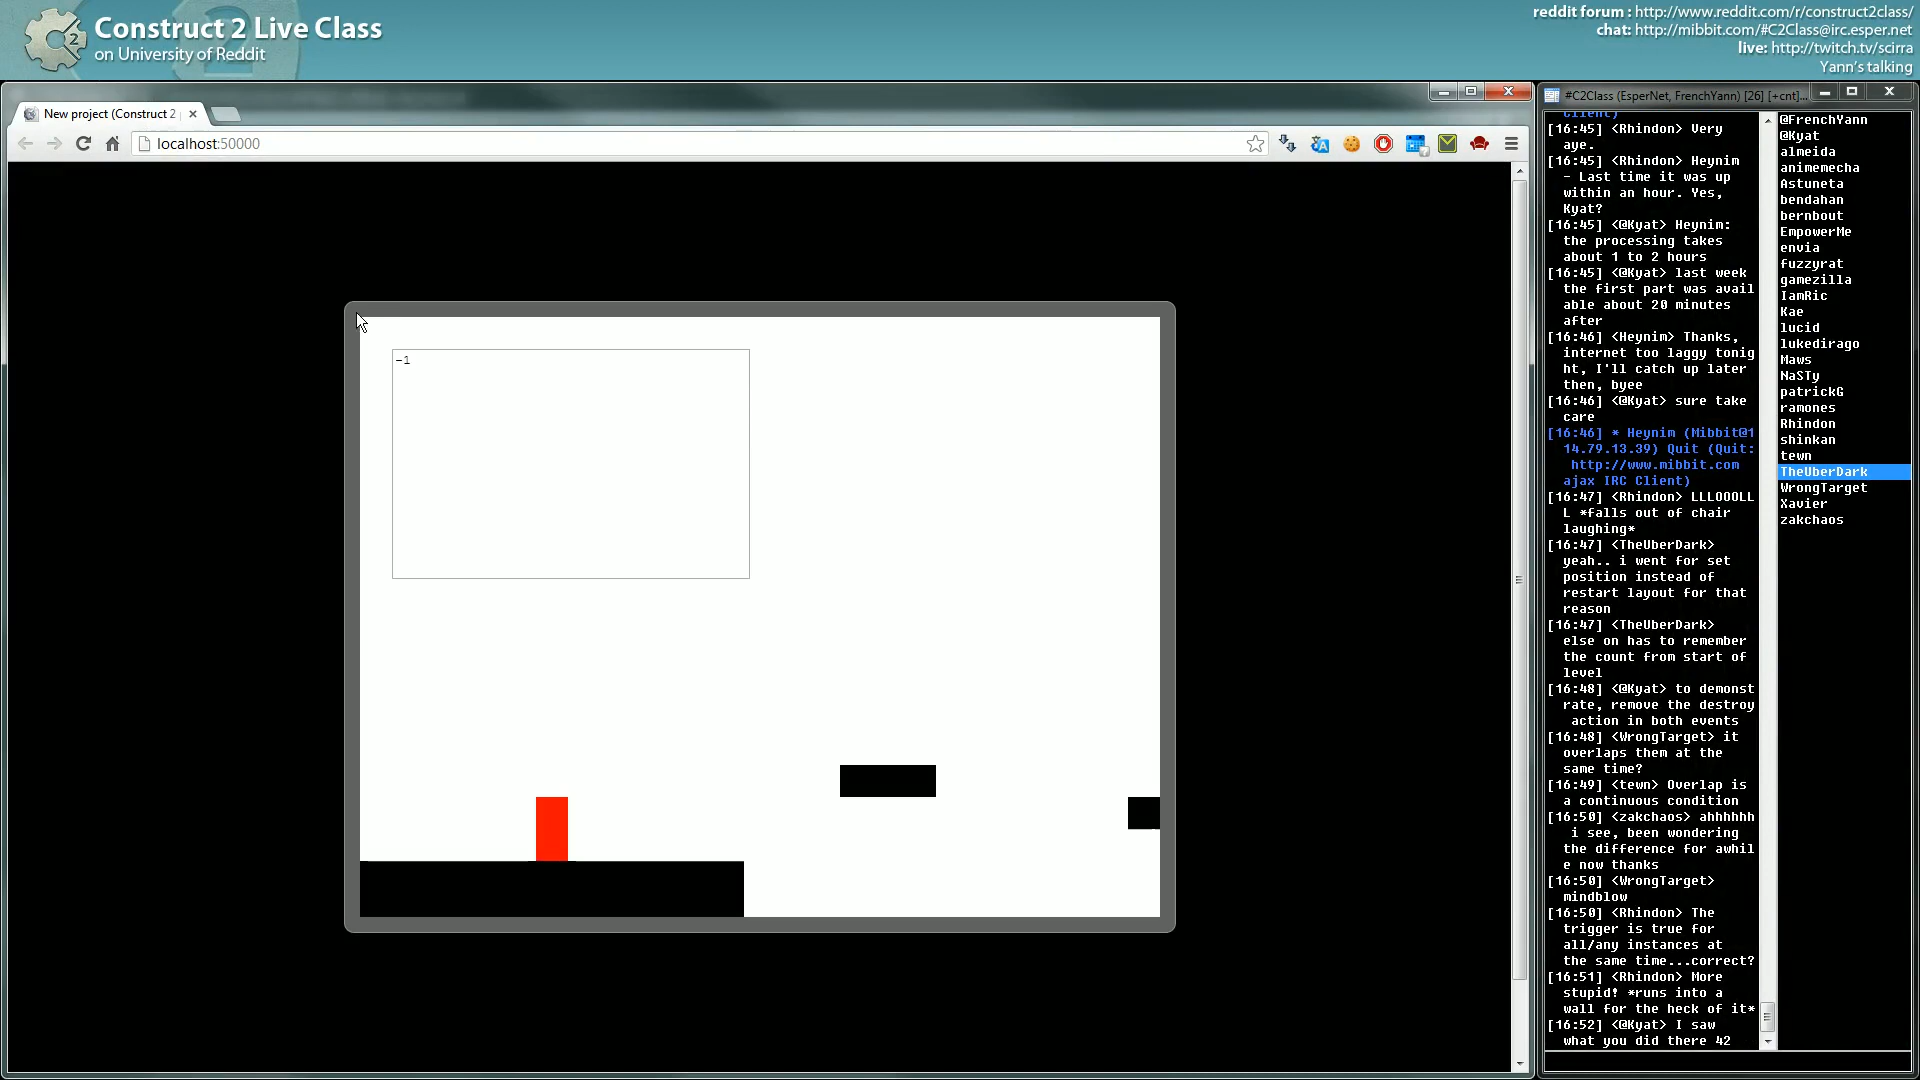 Construct 2 Live Class
on University of Reddit
reddit forum : http://www.reddit.com/r/construct2class/
chat: http://mibbit.com/#C2Class@irc.esper.net
live: http://twitch.tv/scirra
Yann's talking
New project (Construct 2
localhost:50000
-1
#C2Class (EsperNet, FrenchYann) [26] [+cnt]...
Client)
[16:45] <Rhindon> Very
aye.
[16:45] <Rhindon> Heynim
- Last time it was up
within an hour. Yes,
Kyat?
[16:45] <@Kyat> Heynim:
the processing takes
about 1 to 2 hours
[16:45] <@Kyat> last week
the first part was avail
able about 20 minutes
after
[16:46] <Heynim> Thanks,
internet too laggy tonig
ht, I'll catch up later
then, byee
[16:46] <@Kyat> sure take
care
[16:46] * Heynim (Mibbit@1
14.79.13.39) Quit (Quit:
http://www.mibbit.com
ajax IRC Client)
[16:47] <Rhindon> LLLOOOLL
L *falls out of chair
laughing*
[16:47] <TheUberDark>
yeah.. i went for set
position instead of
restart layout for that
reason
[16:47] <TheUberDark>
else on has to remember
the count from start of
level
[16:48] <@Kyat> to demonst
rate, remove the destroy
action in both events
[16:48] <WrongTarget> it
overlaps them at the
same time?
[16:49] <tewn> Overlap is
a continuous condition
[16:50] <zakchaos> ahhhhhh
i see, been wondering
the difference for awhil
e now thanks
[16:50] <WrongTarget>
mindblow
[16:50] <Rhindon> The
trigger is true for
all/any instances at
the same time...correct?
[16:51] <Rhindon> More
stupid! *runs into a
wall for the heck of it*
[16:52] <@Kyat> I saw
what you did there 42
@FrenchYann
@Kyat
almeida
animemecha
Astuneta
bendahan
bernbout
EmpowerMe
envia
fuzzyrat
gamezilla
IamRic
Kae
lucid
lukedirago
Maws
NaSTy
patrickG
ramones
Rhindon
shinkan
tewn
TheUberDark
WrongTarget
Xavier
zakchaos